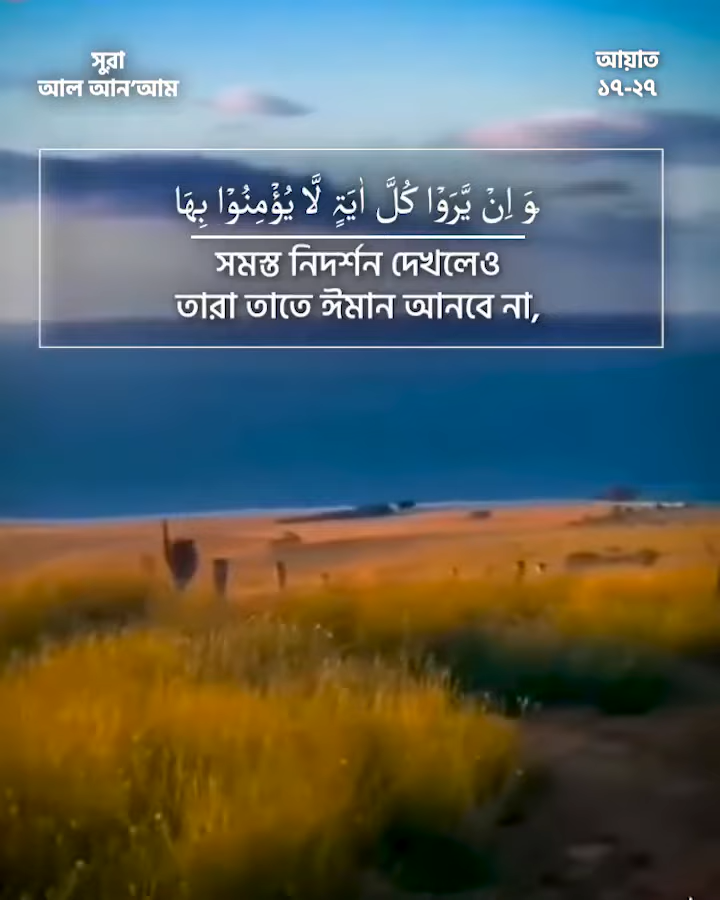 সূরা
আল আন’আম
আয়াত
১৭-২৭
وَ اِنۡ یَّرَوۡا کُلَّ اٰیَۃٍ لَّا یُؤۡمِنُوۡا بِهَا
সমস্ত নিদর্শন দেখলেও
তারা তাতে ঈমান আনবে না,